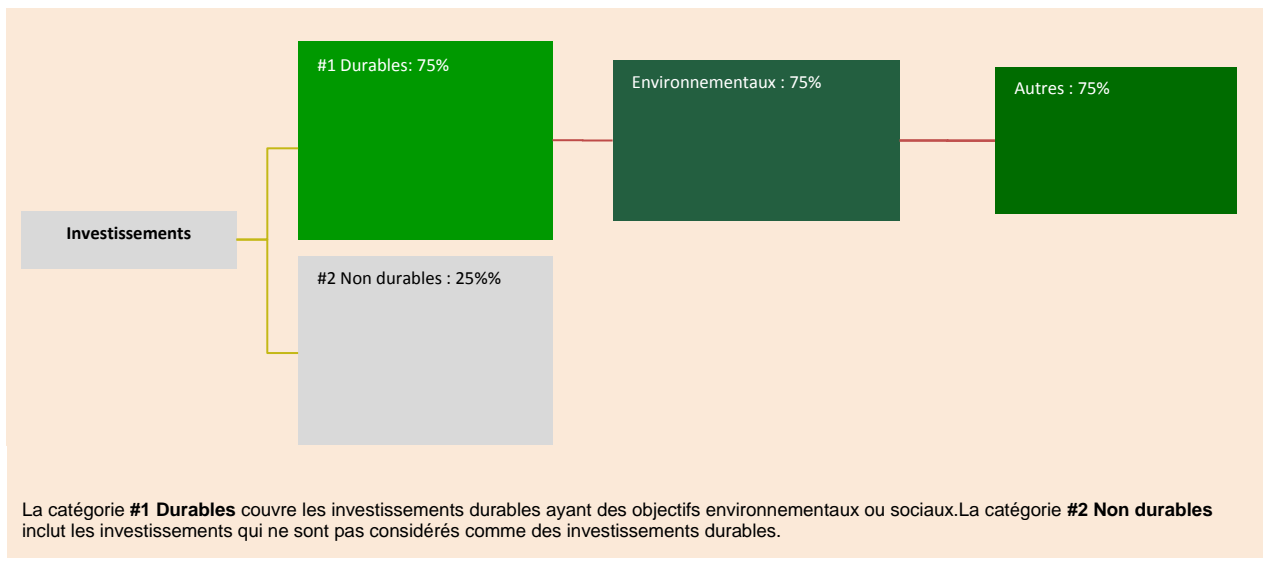 #1 Durables: 75%
Environnementaux : 75%
Autres : 75%
Investissements
#2 Non durables : 25%%
La catégorie #1 Durables couvre les investissements durables ayant des objectifs environnementaux ou sociaux.La catégorie #2 Non durables
inclut les investissements qui ne sont pas considérés comme des investissements durables.